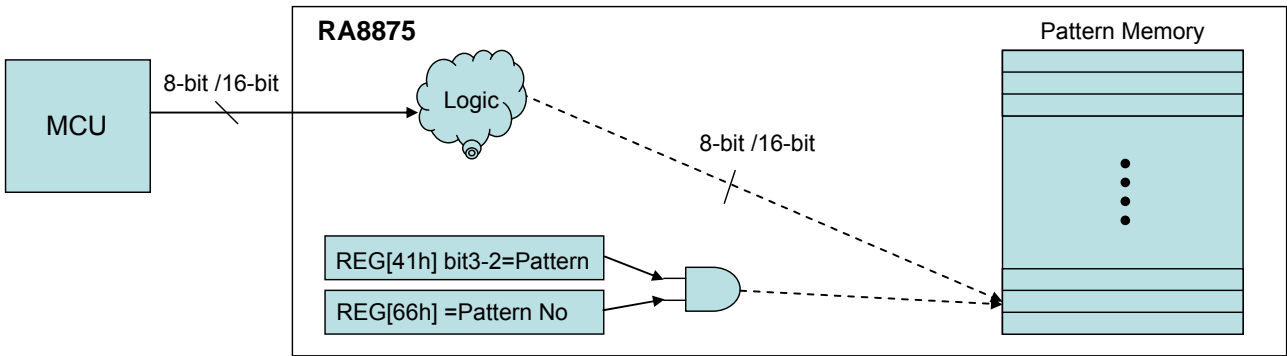 RA8875
Pattern Memory
MCU
8-bit /16-bit
Logic
8-bit /16-bit
REG[41h] bit3-2=Pattern
REG[66h] =Pattern No